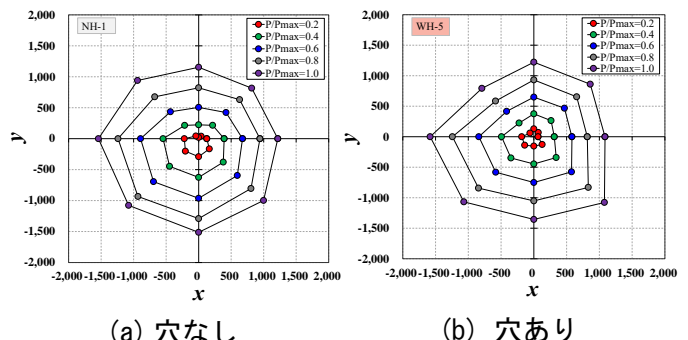 NH-1
P/Pmax=0.2
P/Pmax=0.4
P/Pmax=0.6
P/Pmax=0.8
P/Pmax=1.0
2,000
1,500
1,000
500
0
-500
-1,000
-1,500
-2,000
y
-2,000 -1,500 -1,000 -500 0 500 1,000 1,500 2,000
x
(a) 穴なし
WH-5
P/Pmax=0.2
P/Pmax=0.4
P/Pmax=0.6
P/Pmax=0.8
P/Pmax=1.0
2,000
1,500
1,000
500
0
-500
-1,000
-1,500
-2,000
y
-2,000 -1,500 -1,000 -500 0 500 1,000 1,500 2,000
x
(b) 穴あり